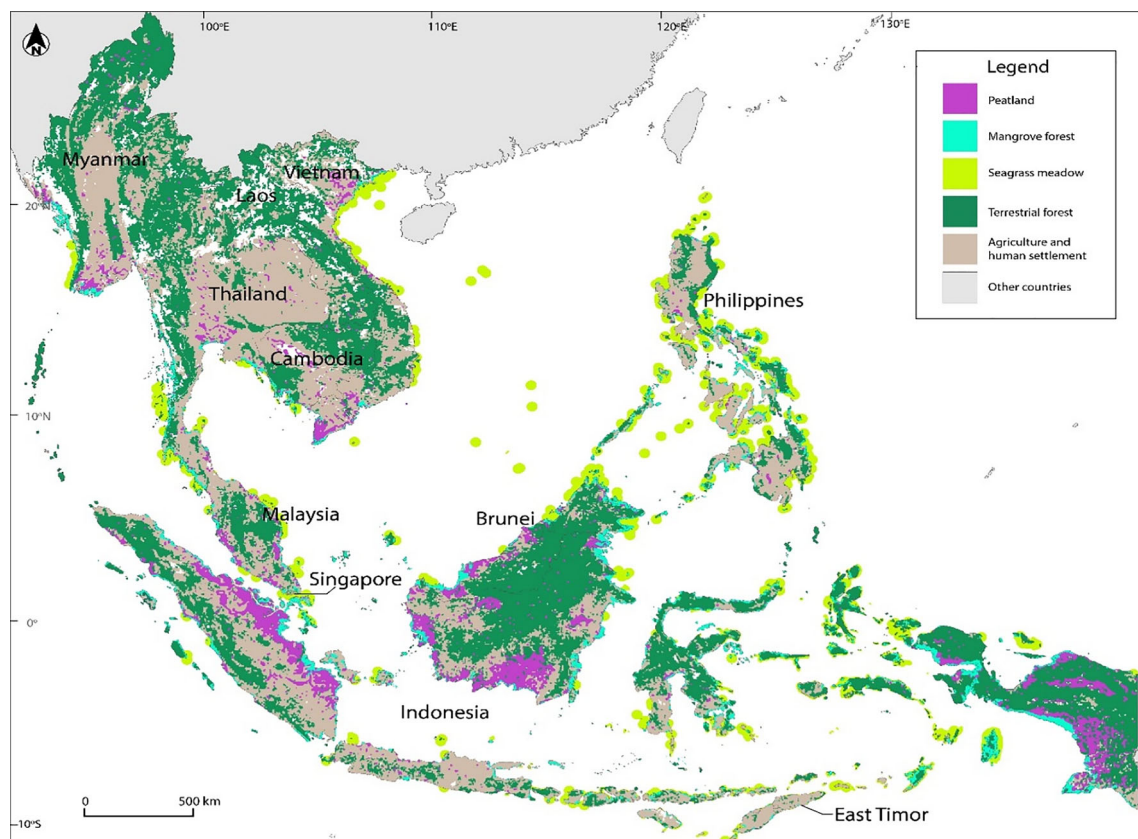 100°E
110°E
120°E
130°E
N
Legend
Peatland
Mangrove forest
Seagrass meadow
Terrestrial forest
Agriculture and
human settlement
Other countries
Myanmar
Vietnam
Laos
20°N
Thailand
Philippines
Cambodia
10°N
Malaysia
Brunei
Singapore
0°
Indonesia
0
500 km
East Timor
10°S